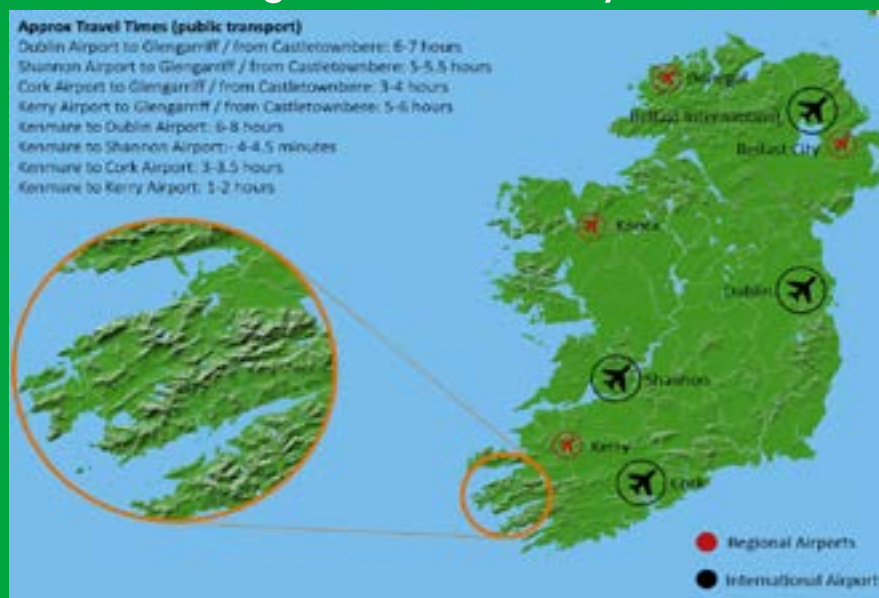 Approx Travel Times (public transport)
Dublin Airport to Glengarriff / from Castletownbere: 6-7 hours
Shannon Airport to Glengarriff / from Castletownbere: 5-5.5 hours
Cork Airport to Glengarriff / from Castletownbere: 3-4 hours
Kerry Airport to Glengarriff / from Castletownbere: 5-6 hours
Kenmare to Dublin Airport: 6-8 hours
Kenmare to Shannon Airport:- 4-4.5 minutes
Kenmare to Cork Airport: 3-3.5 hours
Kenmare to Kerry Airport: 1-2 hours
Donegal
Belfast International
Belfast City
Knock
Dublin
Shannon
Kerry
Cork
Regional Airports
International Airport